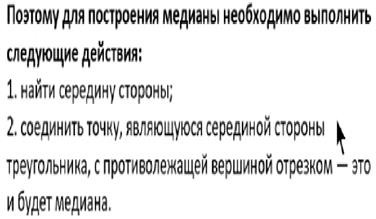 Поэтому для построения медианы необходимо выполнить
следующие действия:
1. найти середину стороны;
2. соединить точку, являющуюся серединой стороны
треугольника, с противолежащей вершиной отрезком — это
и будет медиана.